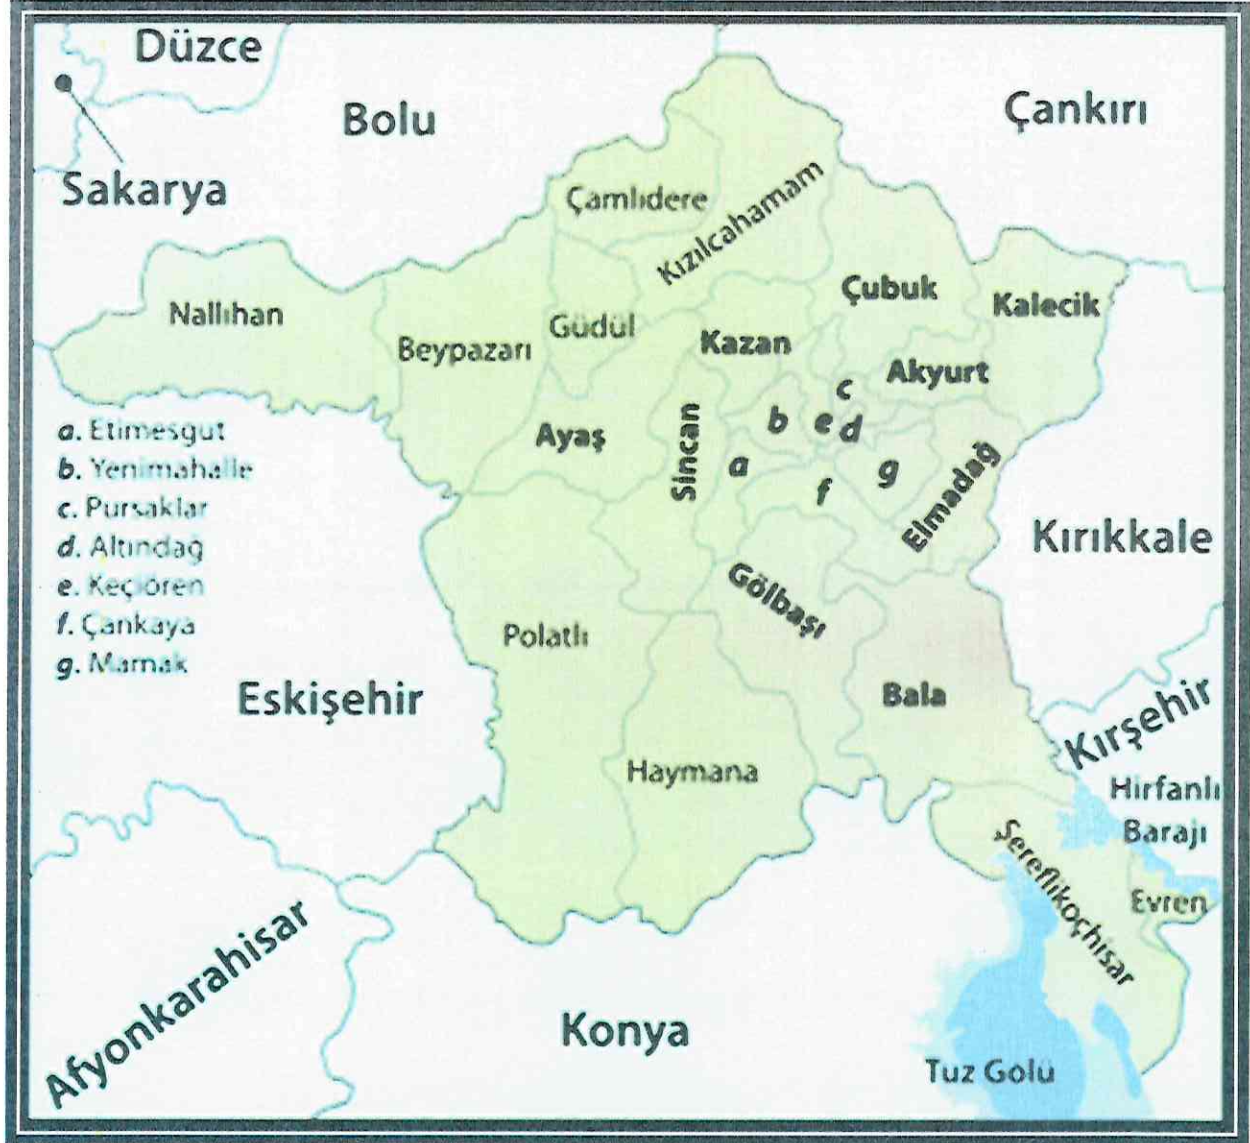 Düzce
Bolu
Çankırı
Sakarya
Çamlıdere
Kızılcahamam
Nallıhan
Beypazarı
Güdül
Çubuk
Kalecik
Kazan
Akyurt
Ayaş
Sincan
c
b
e
d
a
g
f
Elmadağ
a. Etimesgut
b. Yenimahalle
c. Pursaklar
d. Altındağ
e. Keçiören
f. Çankaya
g. Mamak
Kırıkkale
Gölbaşı
Polatlı
Eskişehir
Bala
Kırşehir
Haymana
Hirfanlı
Barajı
Şereflikoçhisar
Evren
Afyonkarahisar
Konya
Tuz Golü